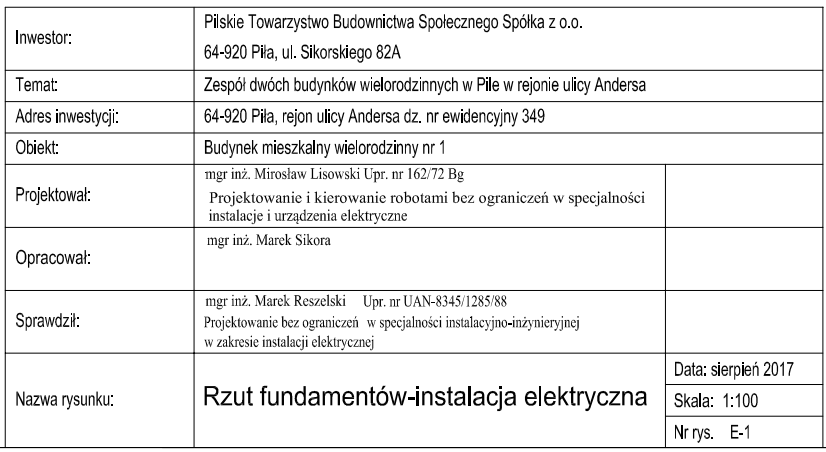 Inwestor:
Pilskie Towarzystwo Budownictwa Społecznego Spółka z o.o.
64-920 Piła, ul. Sikorskiego 82A
Temat:
Zespół dwóch budynków wielorodzinnych w Pile w rejonie ulicy Andersa
Adres inwestycji:
64-920 Piła, rejon ulicy Andersa dz. nr ewidencyjny 349
Obiekt:
Budynek mieszkalny wielorodzinny nr 1
Projektował:
mgr inż. Mirosław Lisowski Upr. nr 162/72 Bg
Projektowanie i kierowanie robotami bez ograniczeń w specjalności
instalacje i urządzenia elektryczne
Opracował:
mgr inż. Marek Sikora
Sprawdził:
mgr inż. Marek Reszelski Upr. nr UAN-8345/1285/88
Projektowanie bez ograniczeń w specjalności instalacyjno-inżynieryjnej
w zakresie instalacji elektrycznej
Nazwa rysunku:
Rzut fundamentów-instalacja elektryczna
Data: sierpień 2017
Skala: 1:100
Nr rys. E-1